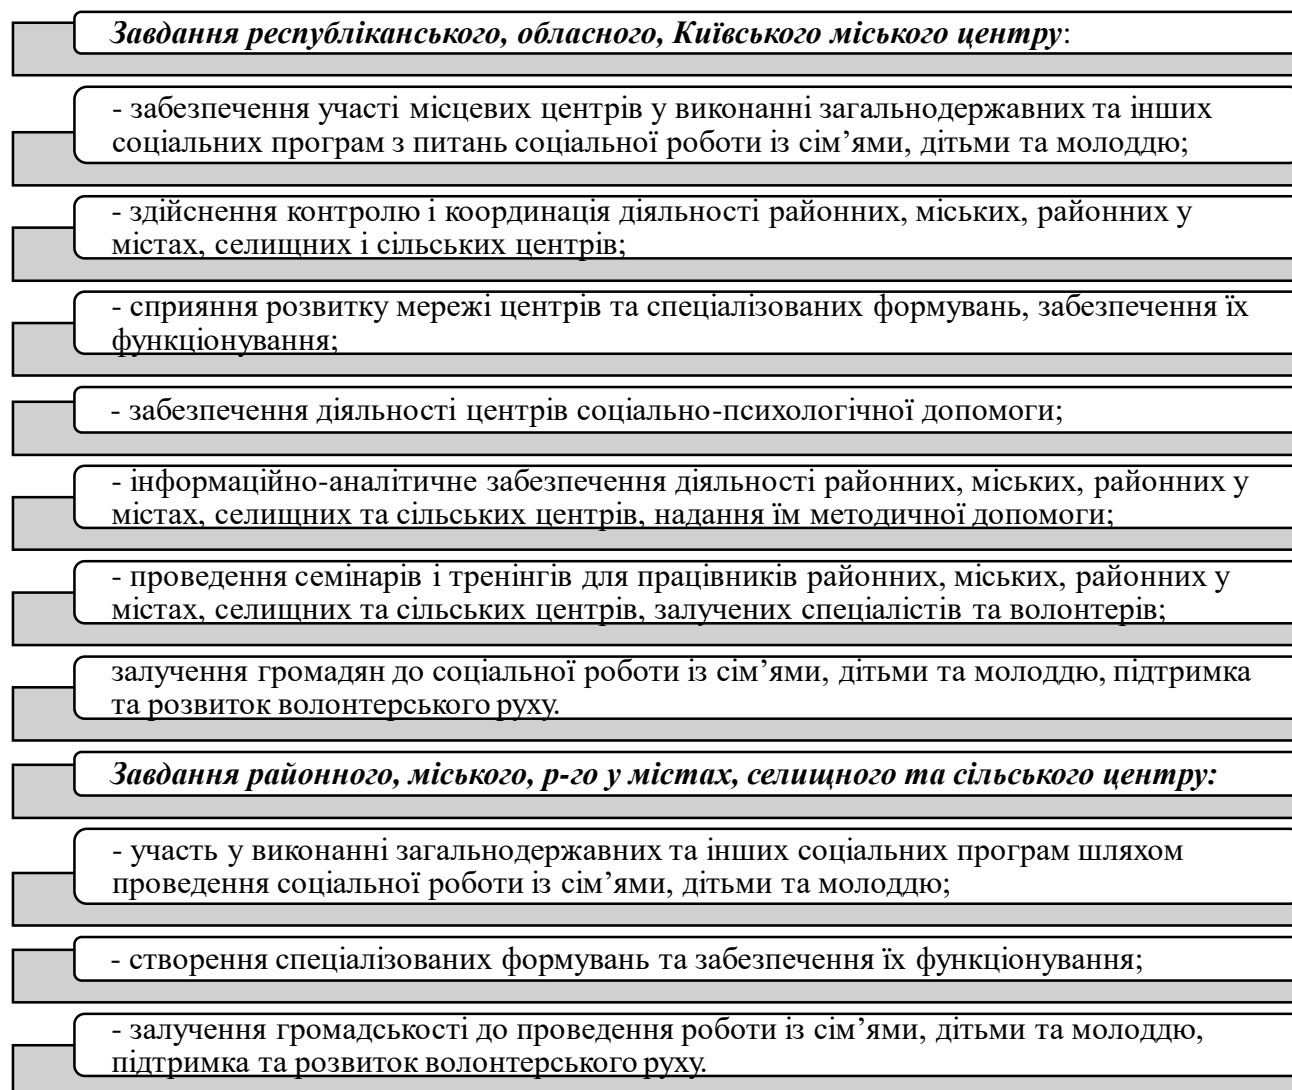 Завдання республіканського, обласного, Київського міського центру:
- забезпечення участі місцевих центрів у виконанні загальнодержавних та інших
соціальних програм з питань соціальної роботи із сім’ями, дітьми та молоддю;
- здійснення контролю і координація діяльності районних, міських, районних у
містах, селищних і сільських центрів;
- сприяння розвитку мережі центрів та спеціалізованих формувань, забезпечення їх
функціонування;
- забезпечення діяльності центрів соціально-психологічної допомоги;
- інформаційно-аналітичне забезпечення діяльності районних, міських, районних у
містах, селищних та сільських центрів, надання їм методичної допомоги;
- проведення семінарів і тренінгів для працівників районних, міських, районних у
містах, селищних та сільських центрів, залучених спеціалістів та волонтерів;
залучення громадян до соціальної роботи із сім’ями, дітьми та молоддю, підтримка
та розвиток волонтерського руху.
Завдання районного, міського, р-го у містах, селищного та сільського центру:
- участь у виконанні загальнодержавних та інших соціальних програм шляхом
проведення соціальної роботи із сім’ями, дітьми та молоддю;
- створення спеціалізованих формувань та забезпечення їх функціонування;
- залучення громадськості до проведення роботи із сім’ями, дітьми та молоддю,
підтримка та розвиток волонтерського руху.